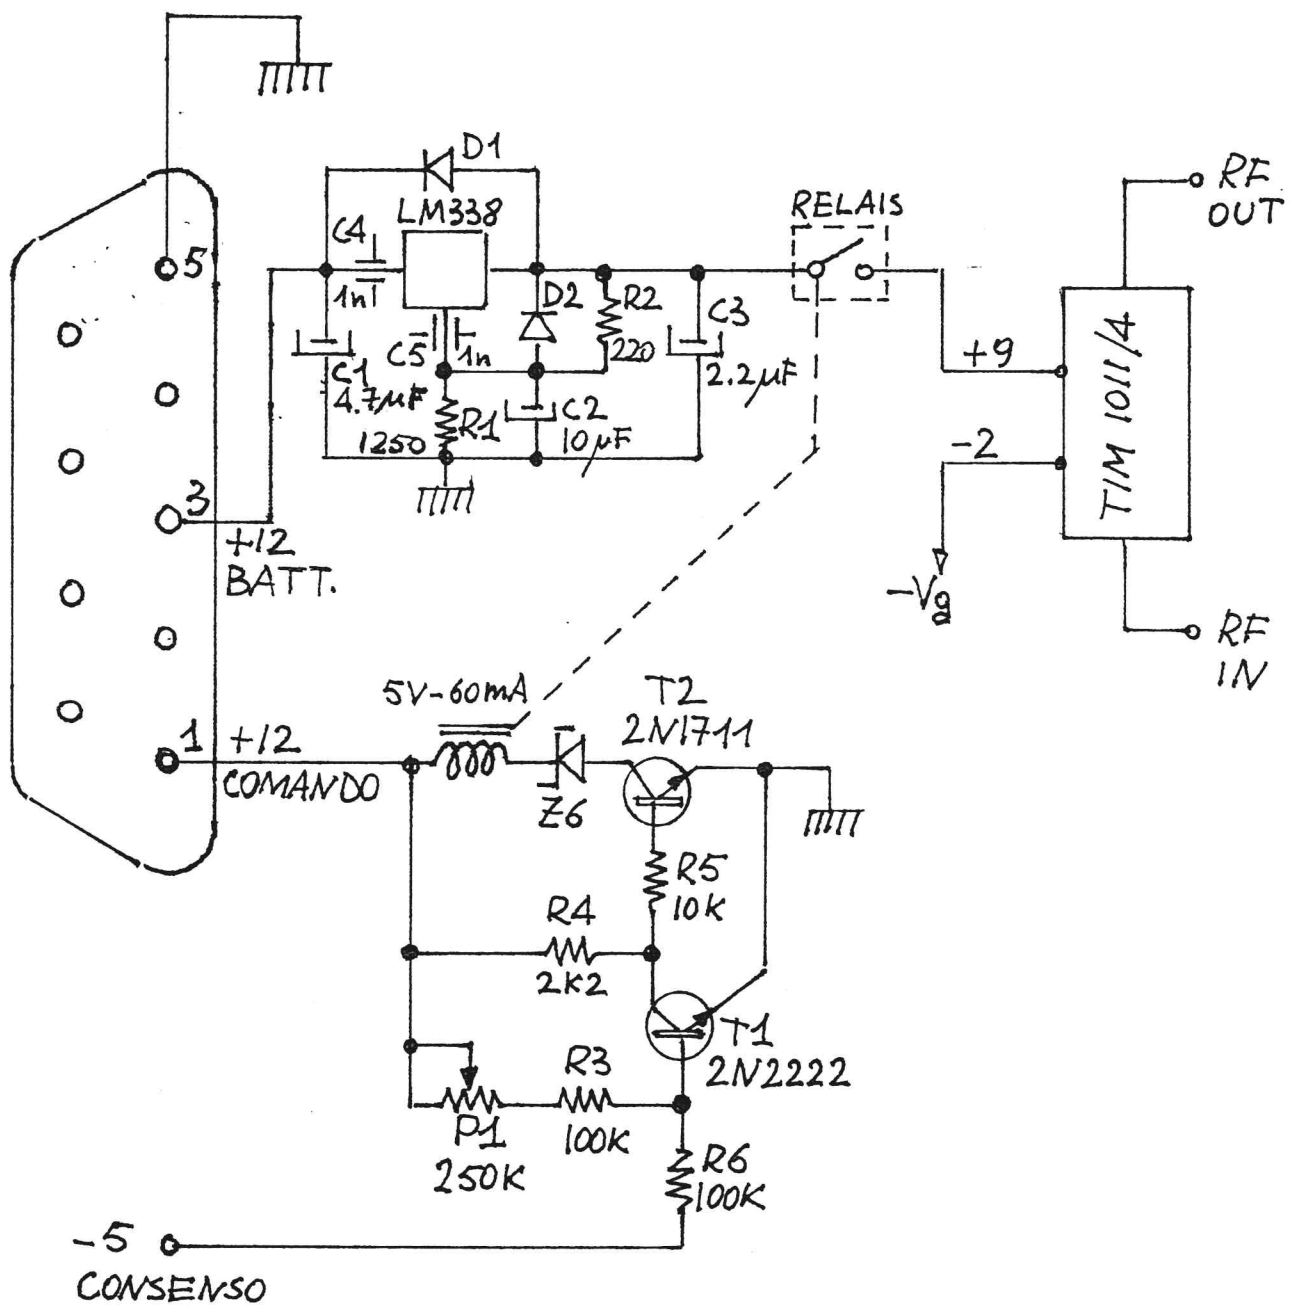 D1
LM338
C4
1n
C5
1n
C1
4.7µF
1250
R1
D2
R2
220
C2
10µF
C3
2.2µF
RELAIS
RF
OUT
+9
-2
TIM 1011/4
-Vg
RF
IN
5
3
+12
BATT.
1
+12
COMANDO
5V-60mA
Z6
T2
2N1711
R5
10K
R4
2K2
T1
2N2222
R3
100K
P1
250K
R6
100K
-5
CONSENSO